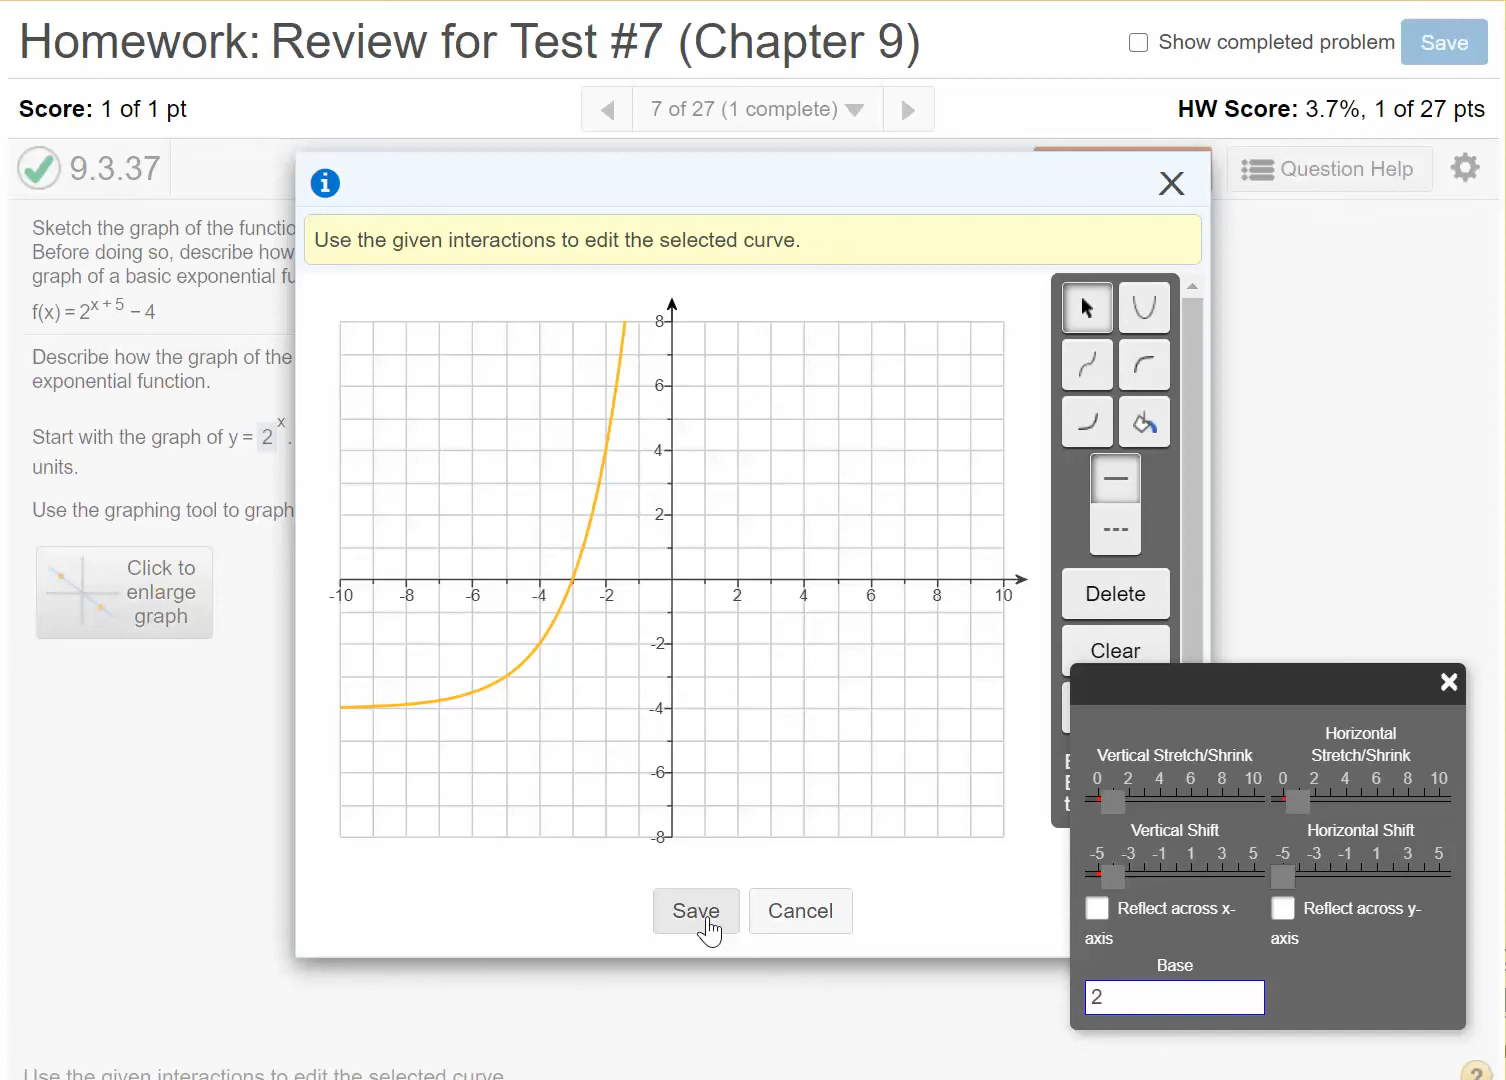 Homework: Review for Test #7 (Chapter 9)
Show completed problem
Save
Score: 1 of 1 pt
7 of 27 (1 complete)
HW Score: 3.7%, 1 of 27 pts
9.3.37
Question Help
Sketch the graph of the functio
Before doing so, describe how
graph of a basic exponential fu
f(x) = 2^{x + 5} − 4
Describe how the graph of the
exponential function.
Start with the graph of y = 2^x.
units.
Use the graphing tool to graph
Click to
enlarge
graph
Use the given interactions to edit the selected curve.
8
6
4
2
-10 -8 -6 -4 -2 2 4 6 8 10
-2
-4
-6
-8
Delete
Clear
Save
Cancel
Vertical Stretch/Shrink
0 2 4 6 8 10
Horizontal
Stretch/Shrink
0 2 4 6 8 10
Vertical Shift
-5 -3 -1 1 3 5
Horizontal Shift
-5 -3 -1 1 3 5
Reflect across x-
axis
Reflect across y-
axis
Base
2
Use the given interactions to edit the selected curve.
?